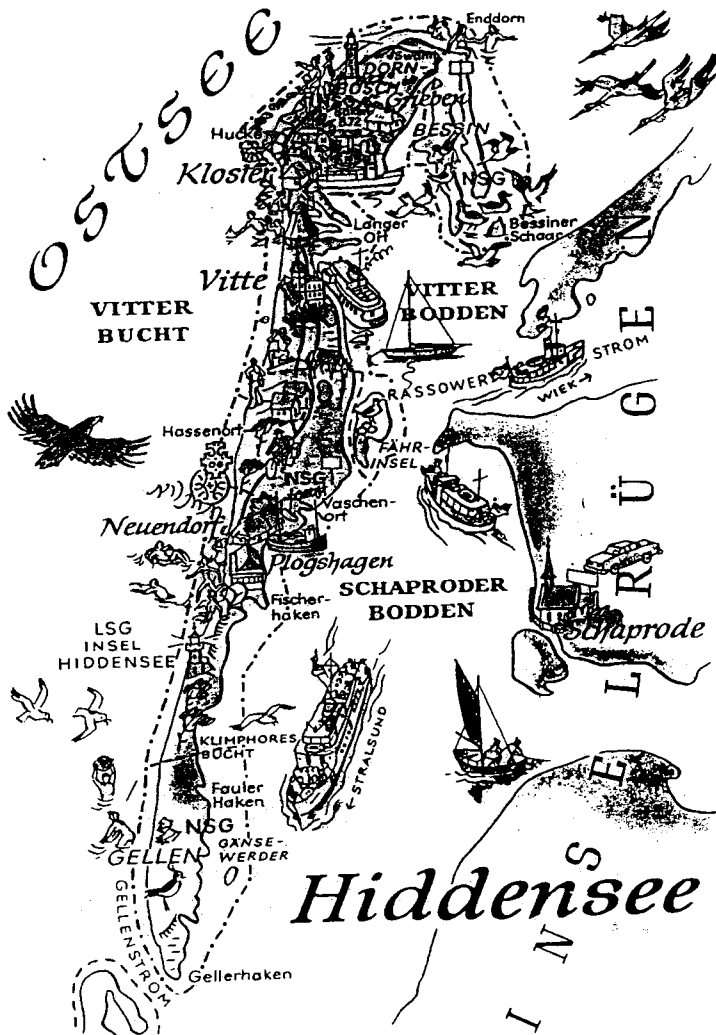 OSTSEE
Enddorn
DORN-
BUSCH
Grieben
BESSIN
Hucke
Kloster
NSG
Bessiner
Schaar
Langer
Ort
Vitte
VITTER
BUCHT
VITTER
BODDEN
RASSOWER
STROM
WIEK→
Hassenort
FÄHR-
INSEL
NSG
Vaschen-
ort
Neuendorf
Plogshagen
Fischer-
haken
SCHAPRODER
BODDEN
Schaprode
LSG
INSEL
HIDDENSEE
KLIMPHORES
BUCHT
←STRALSUND
Fauler
Haken
NSG
GELLEN
GÄNSE-
WERDER
GELLENSTROM
Gellerhaken
Hiddensee
INSEL RÜGEN